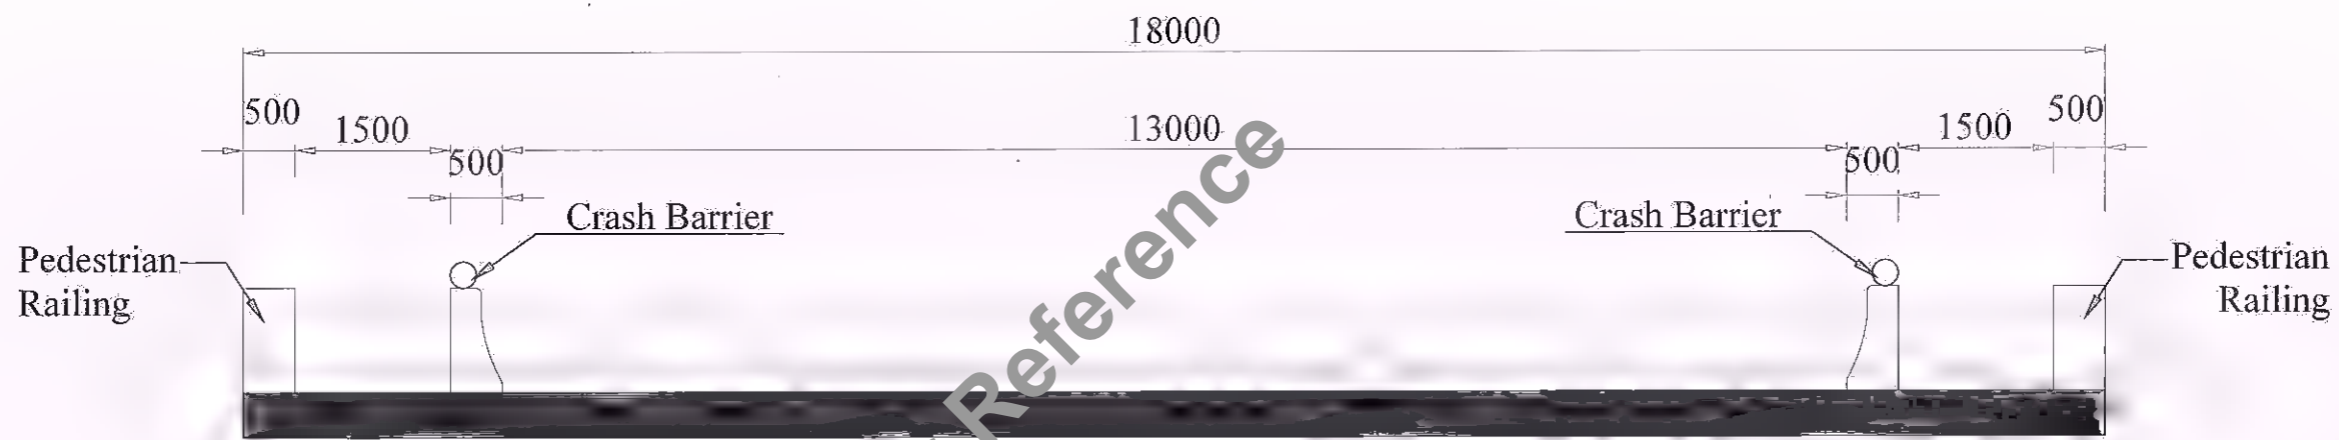 18000
500
1500
13000
1500
500
500
500
Crash Barrier
Crash Barrier
Pedestrian
Railing
Pedestrian
Railing
Reference